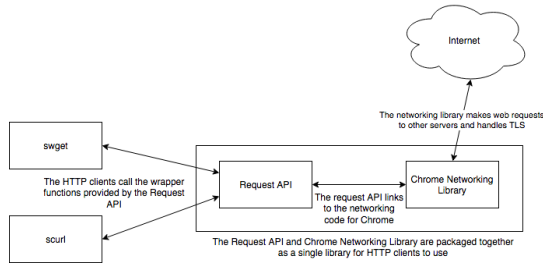 Internet
The networking library makes web requests
to other servers and handles TLS
swget
The HTTP clients call the wrapper
functions provided by the Request
API
Request API
Chrome Networking
Library
The request API links
to the networking
code for Chrome
scurl
The Request API and Chrome Networking Library are packaged together
as a single library for HTTP clients to use